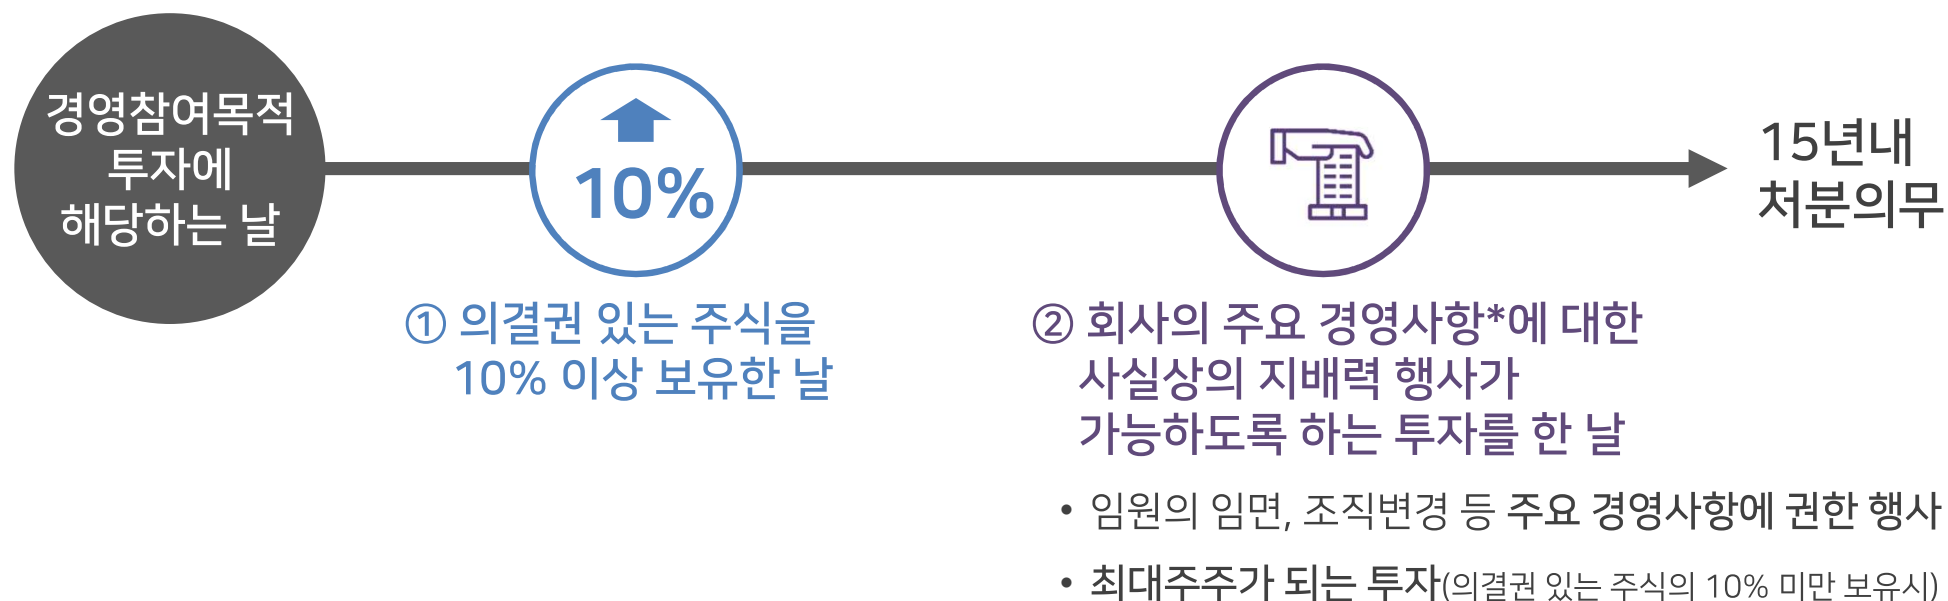 경영참여목적
투자에
해당하는 날
10%
15년내
처분의무
① 의결권 있는 주식을
10% 이상 보유한 날
② 회사의 주요 경영사항*에 대한
사실상의 지배력 행사가
가능하도록 하는 투자를 한 날
• 임원의 임면, 조직변경 등 주요 경영사항에 권한 행사
• 최대주주가 되는 투자(의결권 있는 주식의 10% 미만 보유시)